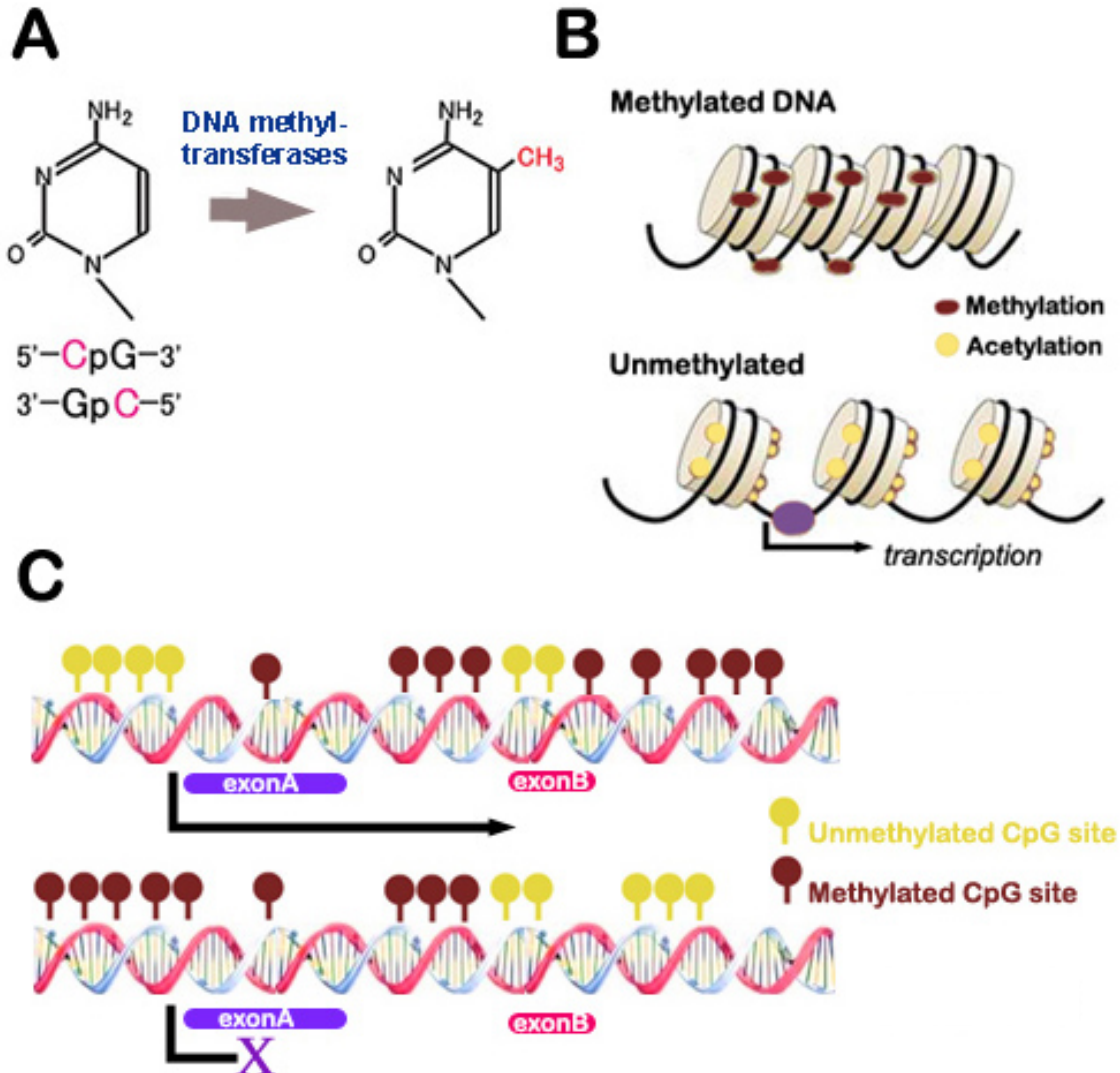 A
NH₂
N
O
N
DNA methyl-
transferases
NH₂
CH₃
N
O
N
5'–CpG–3'
3'–GpC–5'
B
Methylated DNA
Methylation
Acetylation
Unmethylated
transcription
C
exonA
exonB
Unmethylated CpG site
Methylated CpG site
exonA
exonB
X